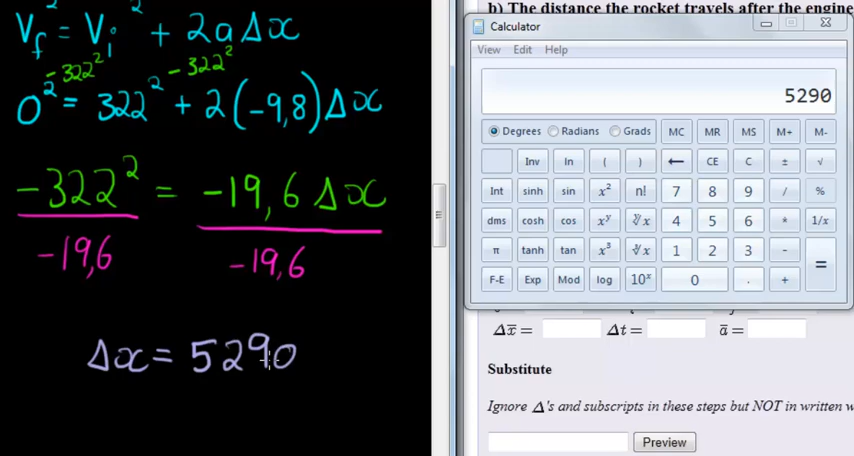 Vf² = Vi² + 2aΔx
-322² -322²
0² = 322² + 2(-9,8)Δx
-322² = -19,6 Δx
-19,6 -19,6
Δx = 5290
b) The distance the rocket travels after the engine
Calculator
View Edit Help
5290
Degrees Radians Grads MC MR MS M+ M-
Inv ln ( ) ← CE C ± √
Int sinh sin x² n! 7 8 9 / %
dms cosh cos xʸ ʸ√x 4 5 6 * 1/x
π tanh tan x³ ³√x 1 2 3 - =
F-E Exp Mod log 10ˣ 0 . +
Δx̅ = Δt = a̅ =
Substitute
Ignore Δ's and subscripts in these steps but NOT in written w
Preview